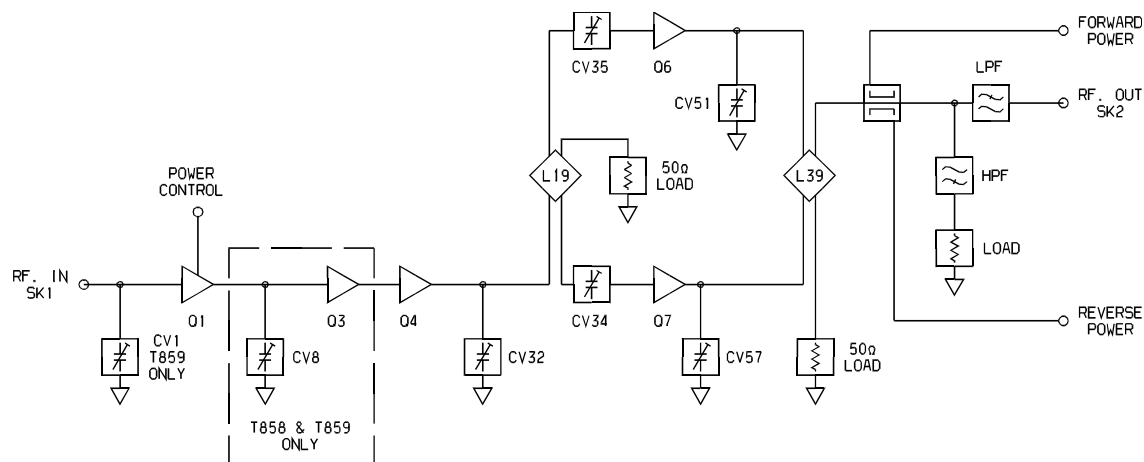 FORWARD
POWER
CV35
Q6
LPF
CV51
RF. OUT
SK2
POWER
CONTROL
L19
50Ω
LOAD
L39
HPF
LOAD
RF. IN
SK1
Q1
Q3
Q4
CV34
Q7
REVERSE
POWER
CV1
T859
ONLY
CV8
CV32
CV57
50Ω
LOAD
T858 & T859
ONLY